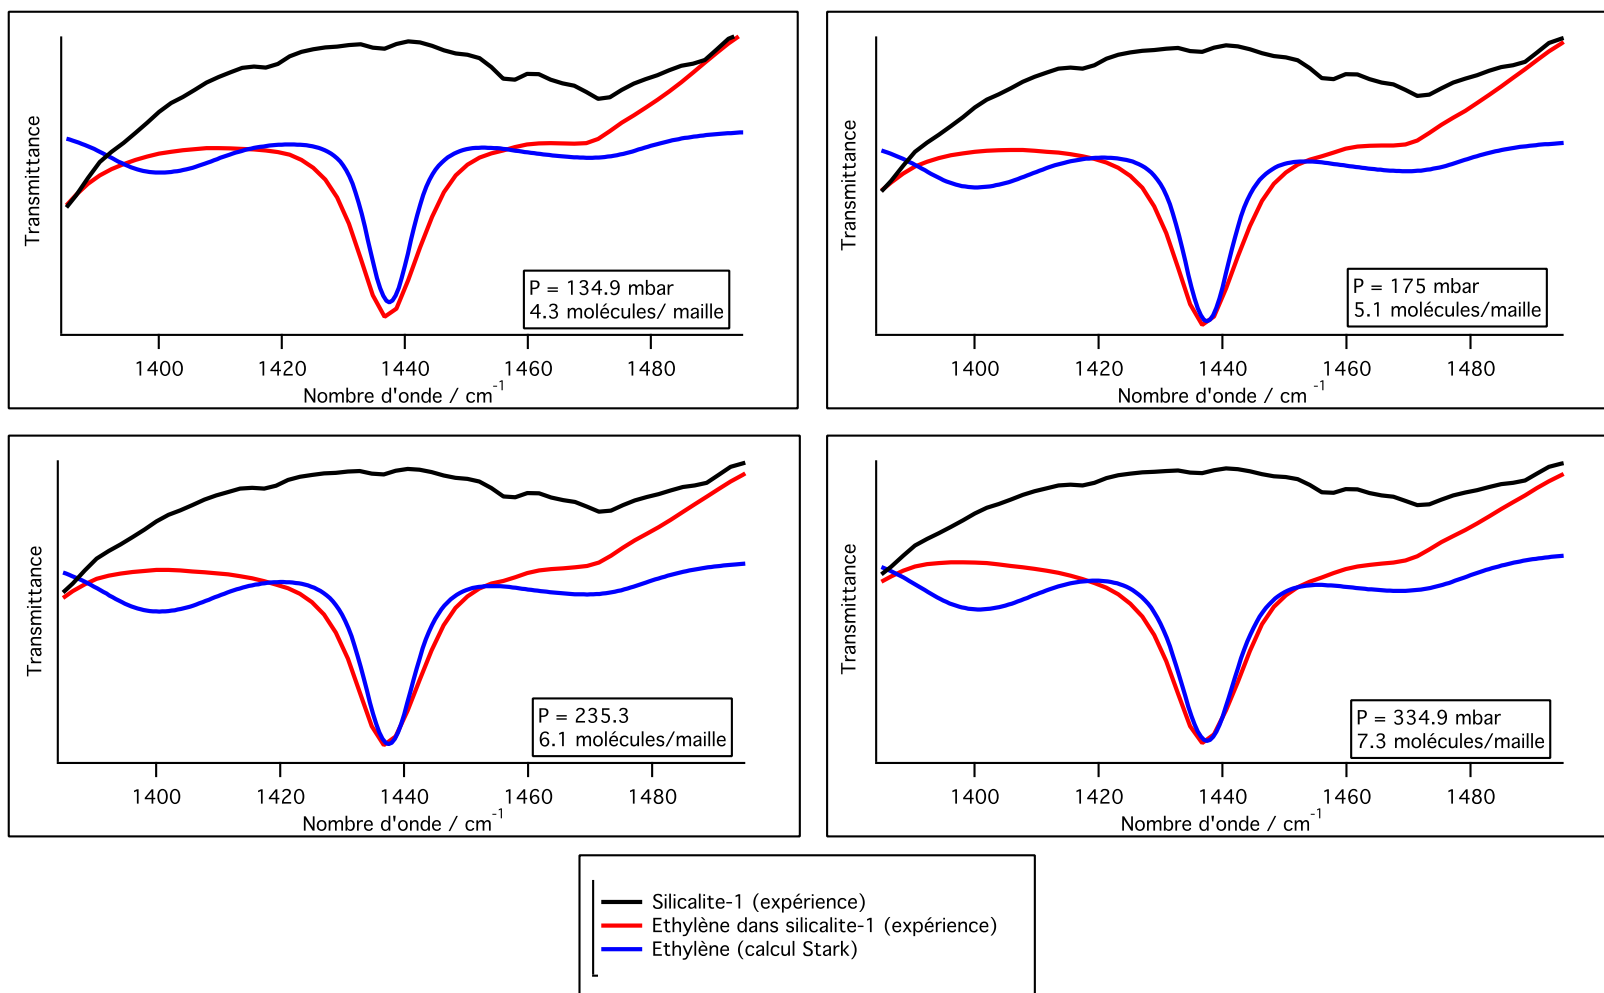 Transmittance
P = 134.9 mbar
4.3 molécules/ maille
1400 1420 1440 1460 1480
Nombre d'onde / cm-1
Transmittance
P = 175 mbar
5.1 molécules/maille
1400 1420 1440 1460 1480
Nombre d'onde / cm-1
Transmittance
P = 235.3
6.1 molécules/maille
1400 1420 1440 1460 1480
Nombre d'onde / cm-1
Transmittance
P = 334.9 mbar
7.3 molécules/maille
1400 1420 1440 1460 1480
Nombre d'onde / cm-1
Silicalite-1 (expérience)
Ethylène dans silicalite-1 (expérience)
Ethylène (calcul Stark)